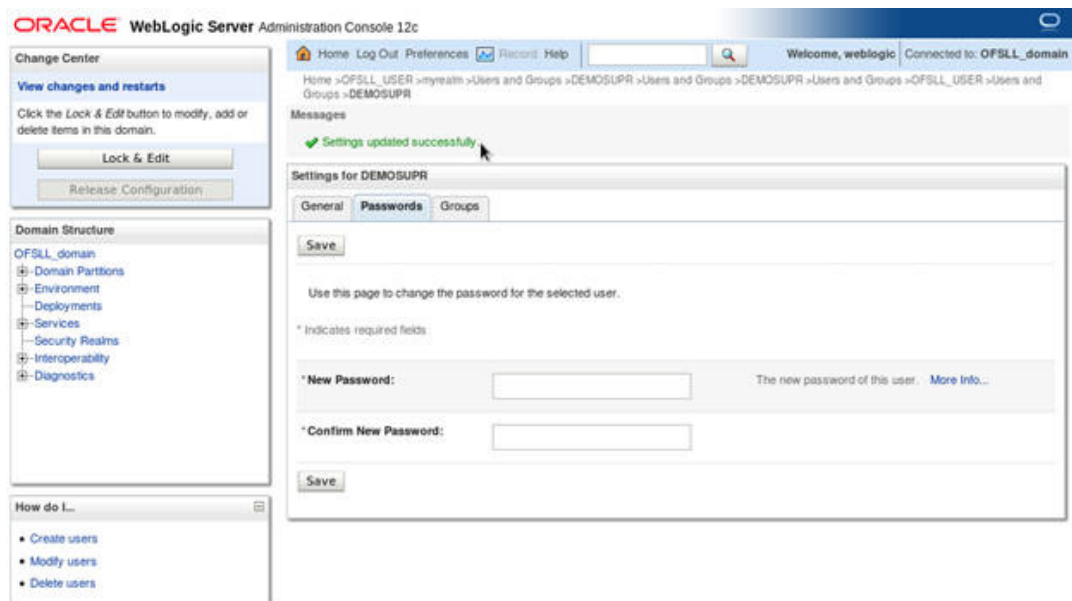 ORACLE WebLogic Server Administration Console 12c
Change Center
View changes and restarts
Click the Lock & Edit button to modify, add or
delete items in this domain.
Lock & Edit
Release Configuration
Domain Structure
OFSLL_domain
Domain Partitions
Environment
Deployments
Services
Security Realms
Interoperability
Diagnostics
How do I...
Create users
Modify users
Delete users
Home Log Out Preferences Record Help
Welcome, weblogic Connected to: OFSLL_domain
Home >OFSLL_USER >myrealm >Users and Groups >DEMOSUPR >Users and Groups >DEMOSUPR >Users and Groups >OFSLL_USER >Users and
Groups >DEMOSUPR
Messages
Settings updated successfully.
Settings for DEMOSUPR
General Passwords Groups
Save
Use this page to change the password for the selected user.
* Indicates required fields
* New Password: The new password of this user. More Info...
* Confirm New Password:
Save